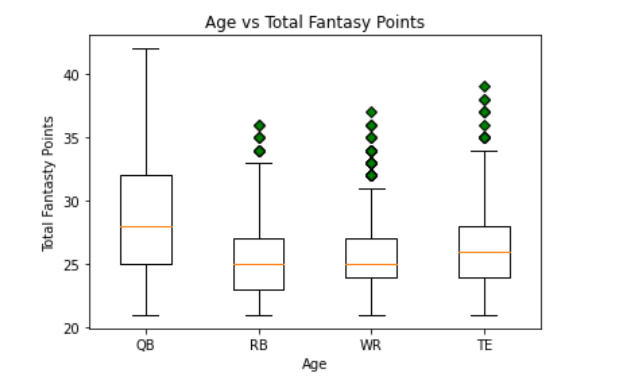 Age vs Total Fantasy Points
40
35
30
25
20
Total Fantasty Points
QB RB WR TE
Age